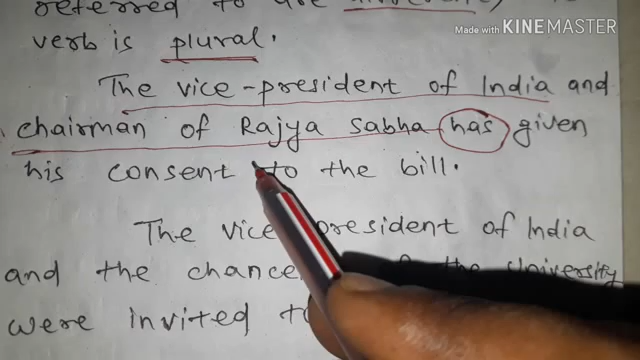 Made with KINEMASTER
referred to are
verb is plural.
The vice-president of India and
chairman of Rajya Sabha has given
his consent to the bill.
The vice president of India
and the chance the University
were invited to